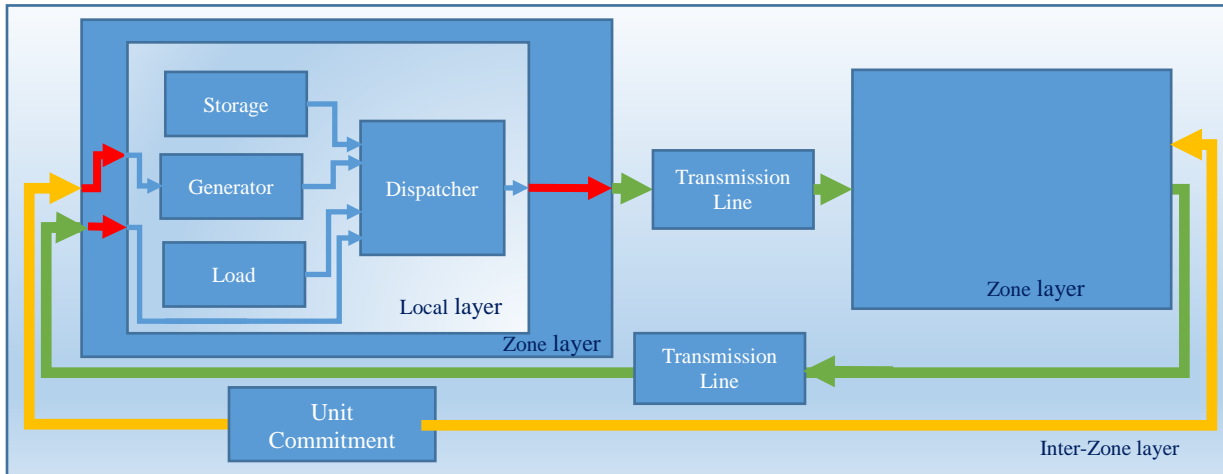 Storage
Generator
Load
Dispatcher
Local layer
Zone layer
Transmission
Line
Zone layer
Transmission
Line
Unit
Commitment
Inter-Zone layer